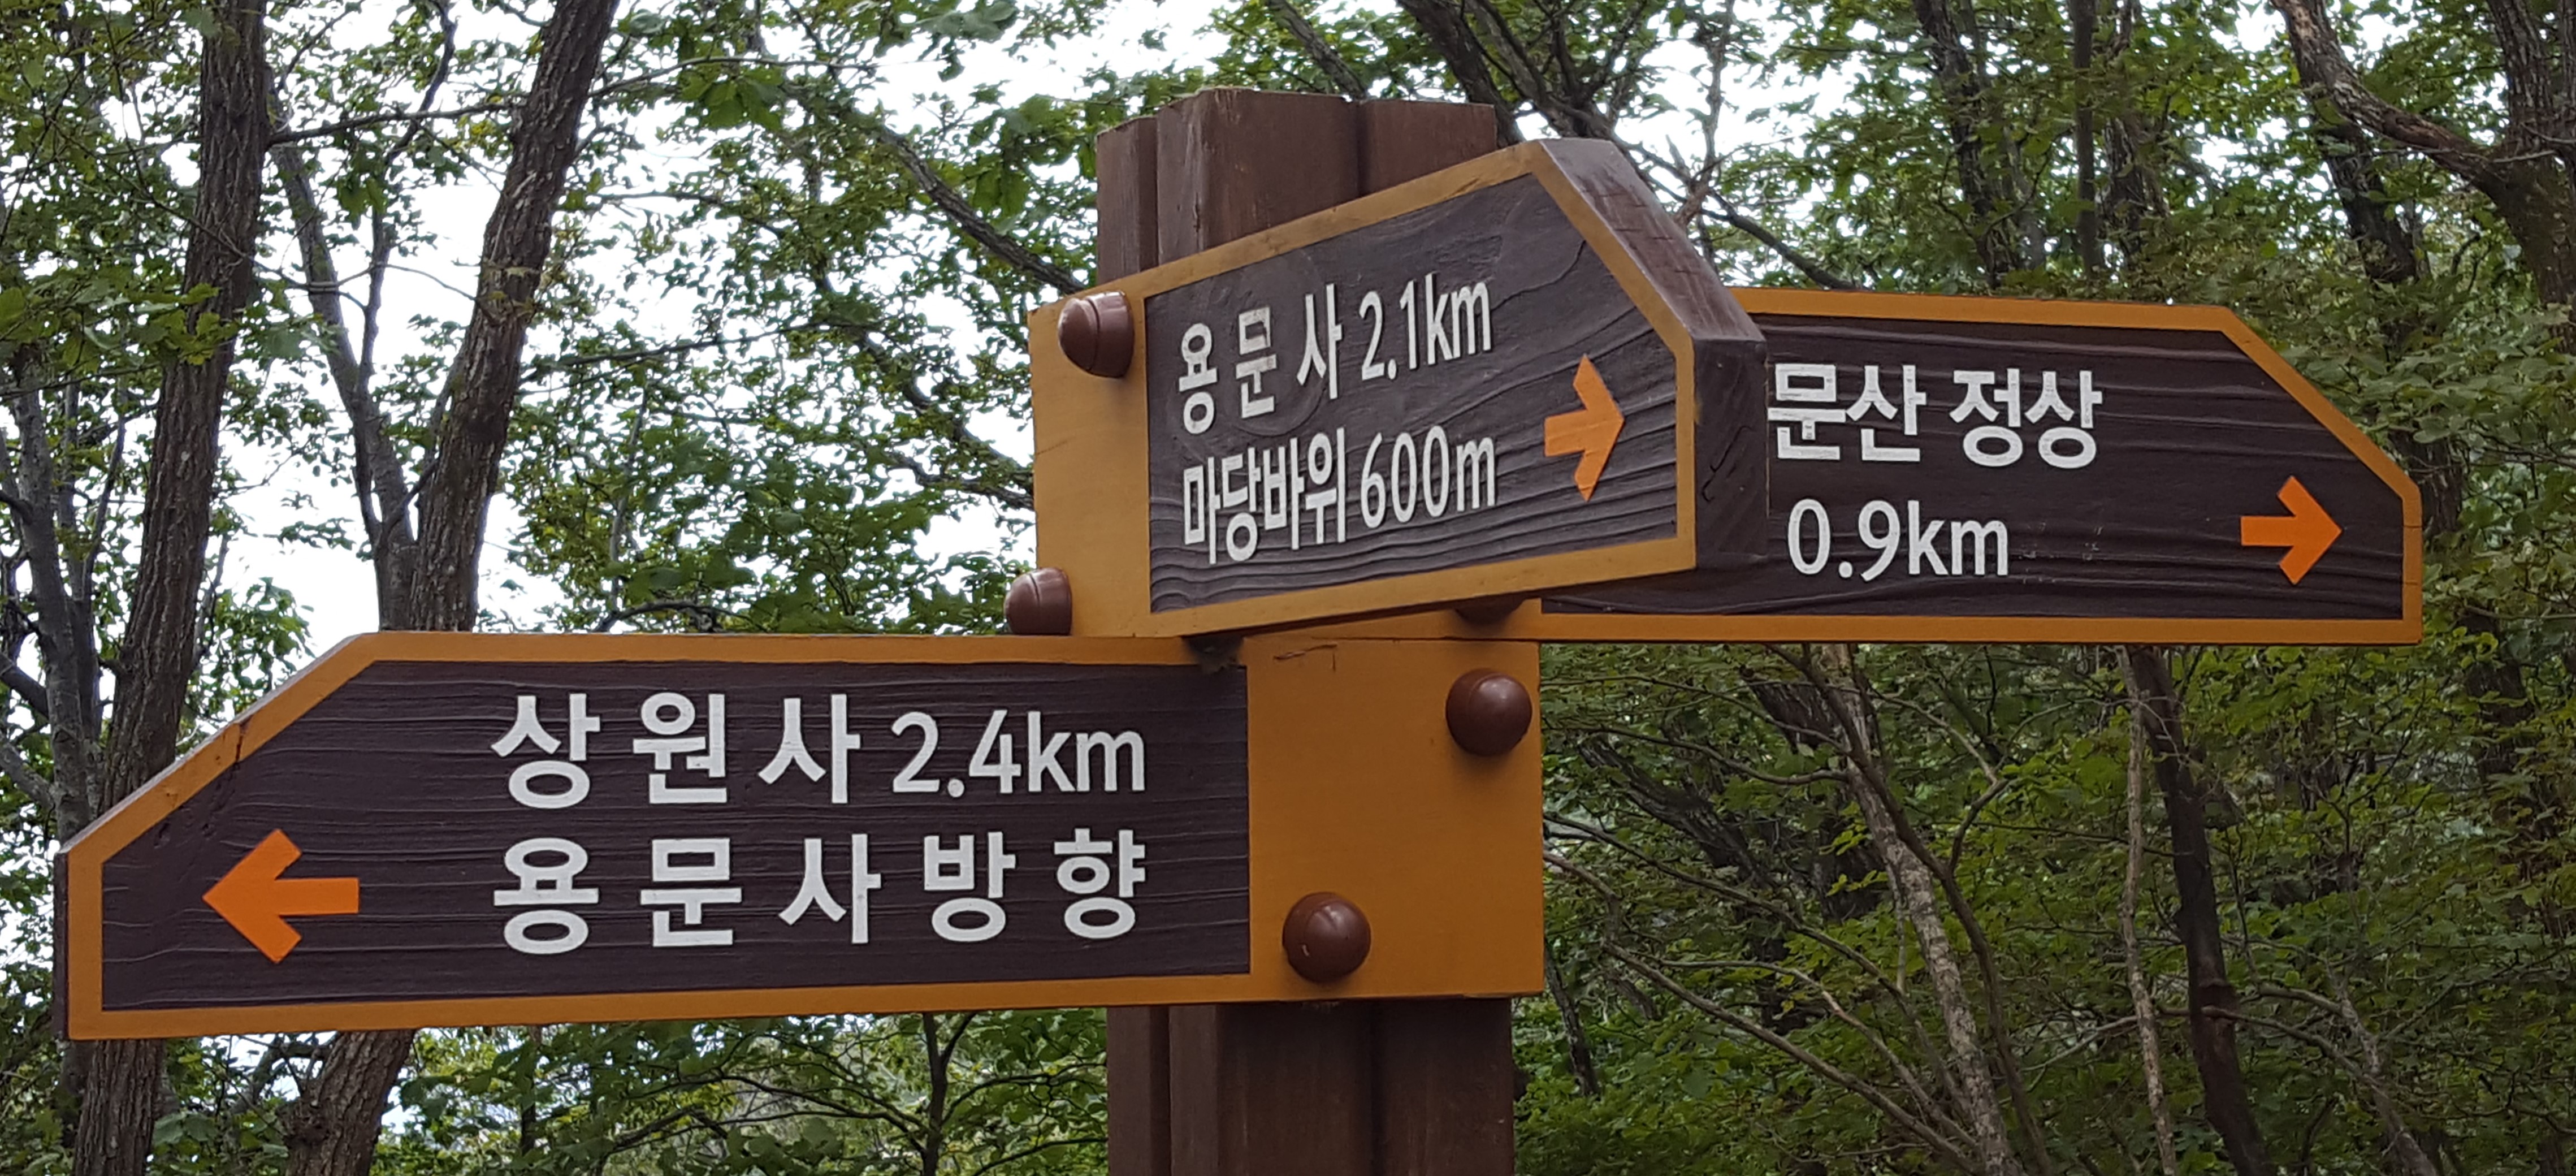 용문사 2.1km
마당바위 600m
문산 정상
0.9km
상원사 2.4km
용문사방향